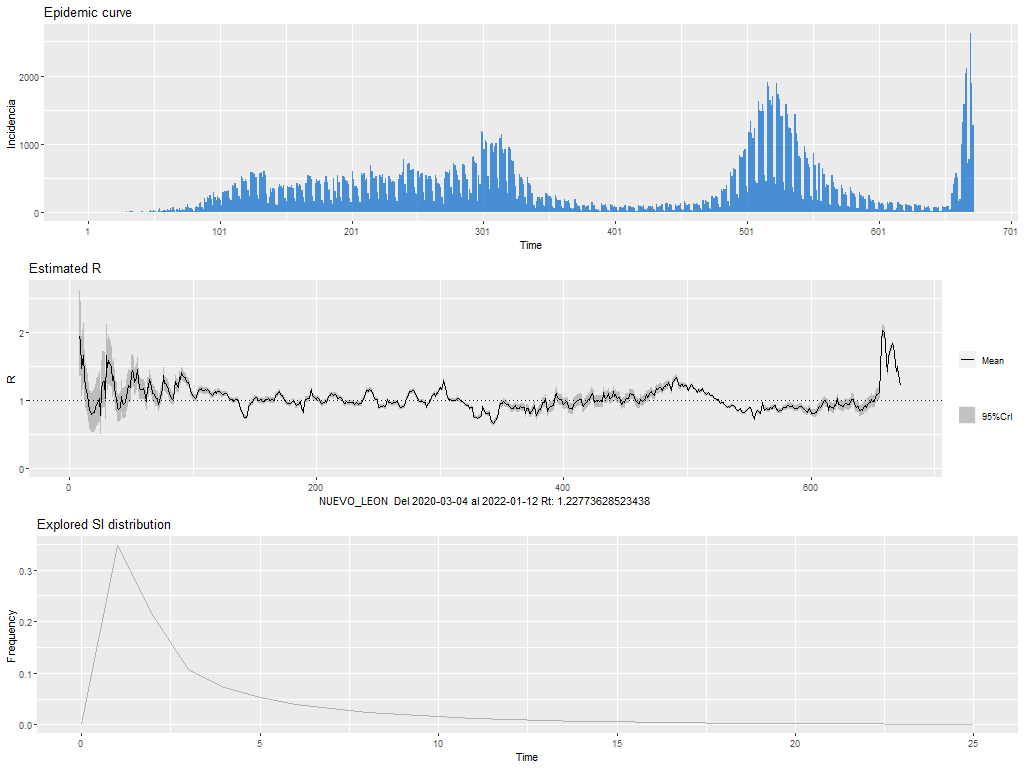 Epidemic curve
Incidencia
2000
1000
0
1 101 201 301 401 501 601 701
Time
Estimated R
R
2
1
0
Mean
95%CrI
0 200 400 600
NUEVO_LEON Del 2020-03-04 al 2022-01-12 Rt: 1.22773628523438
Explored SI distribution
Frequency
0.3
0.2
0.1
0.0
0 5 10 15 20 25
Time